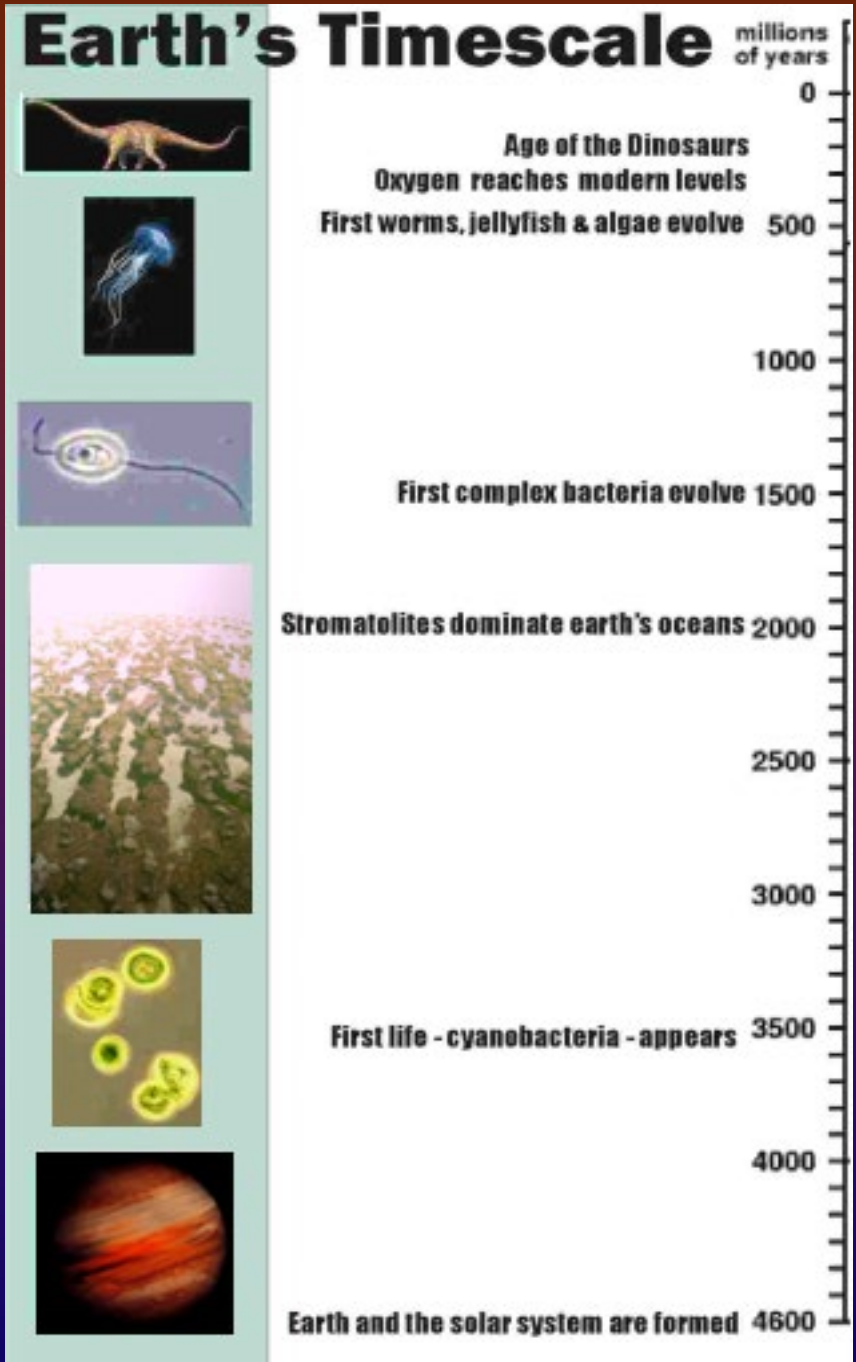 Earth's Timescale
millions
of years
0
Age of the Dinosaurs
Oxygen reaches modern levels
First worms, jellyfish & algae evolve 500
1000
First complex bacteria evolve 1500
Stromatolites dominate earth's oceans 2000
2500
3000
First life - cyanobacteria - appears 3500
4000
Earth and the solar system are formed 4600